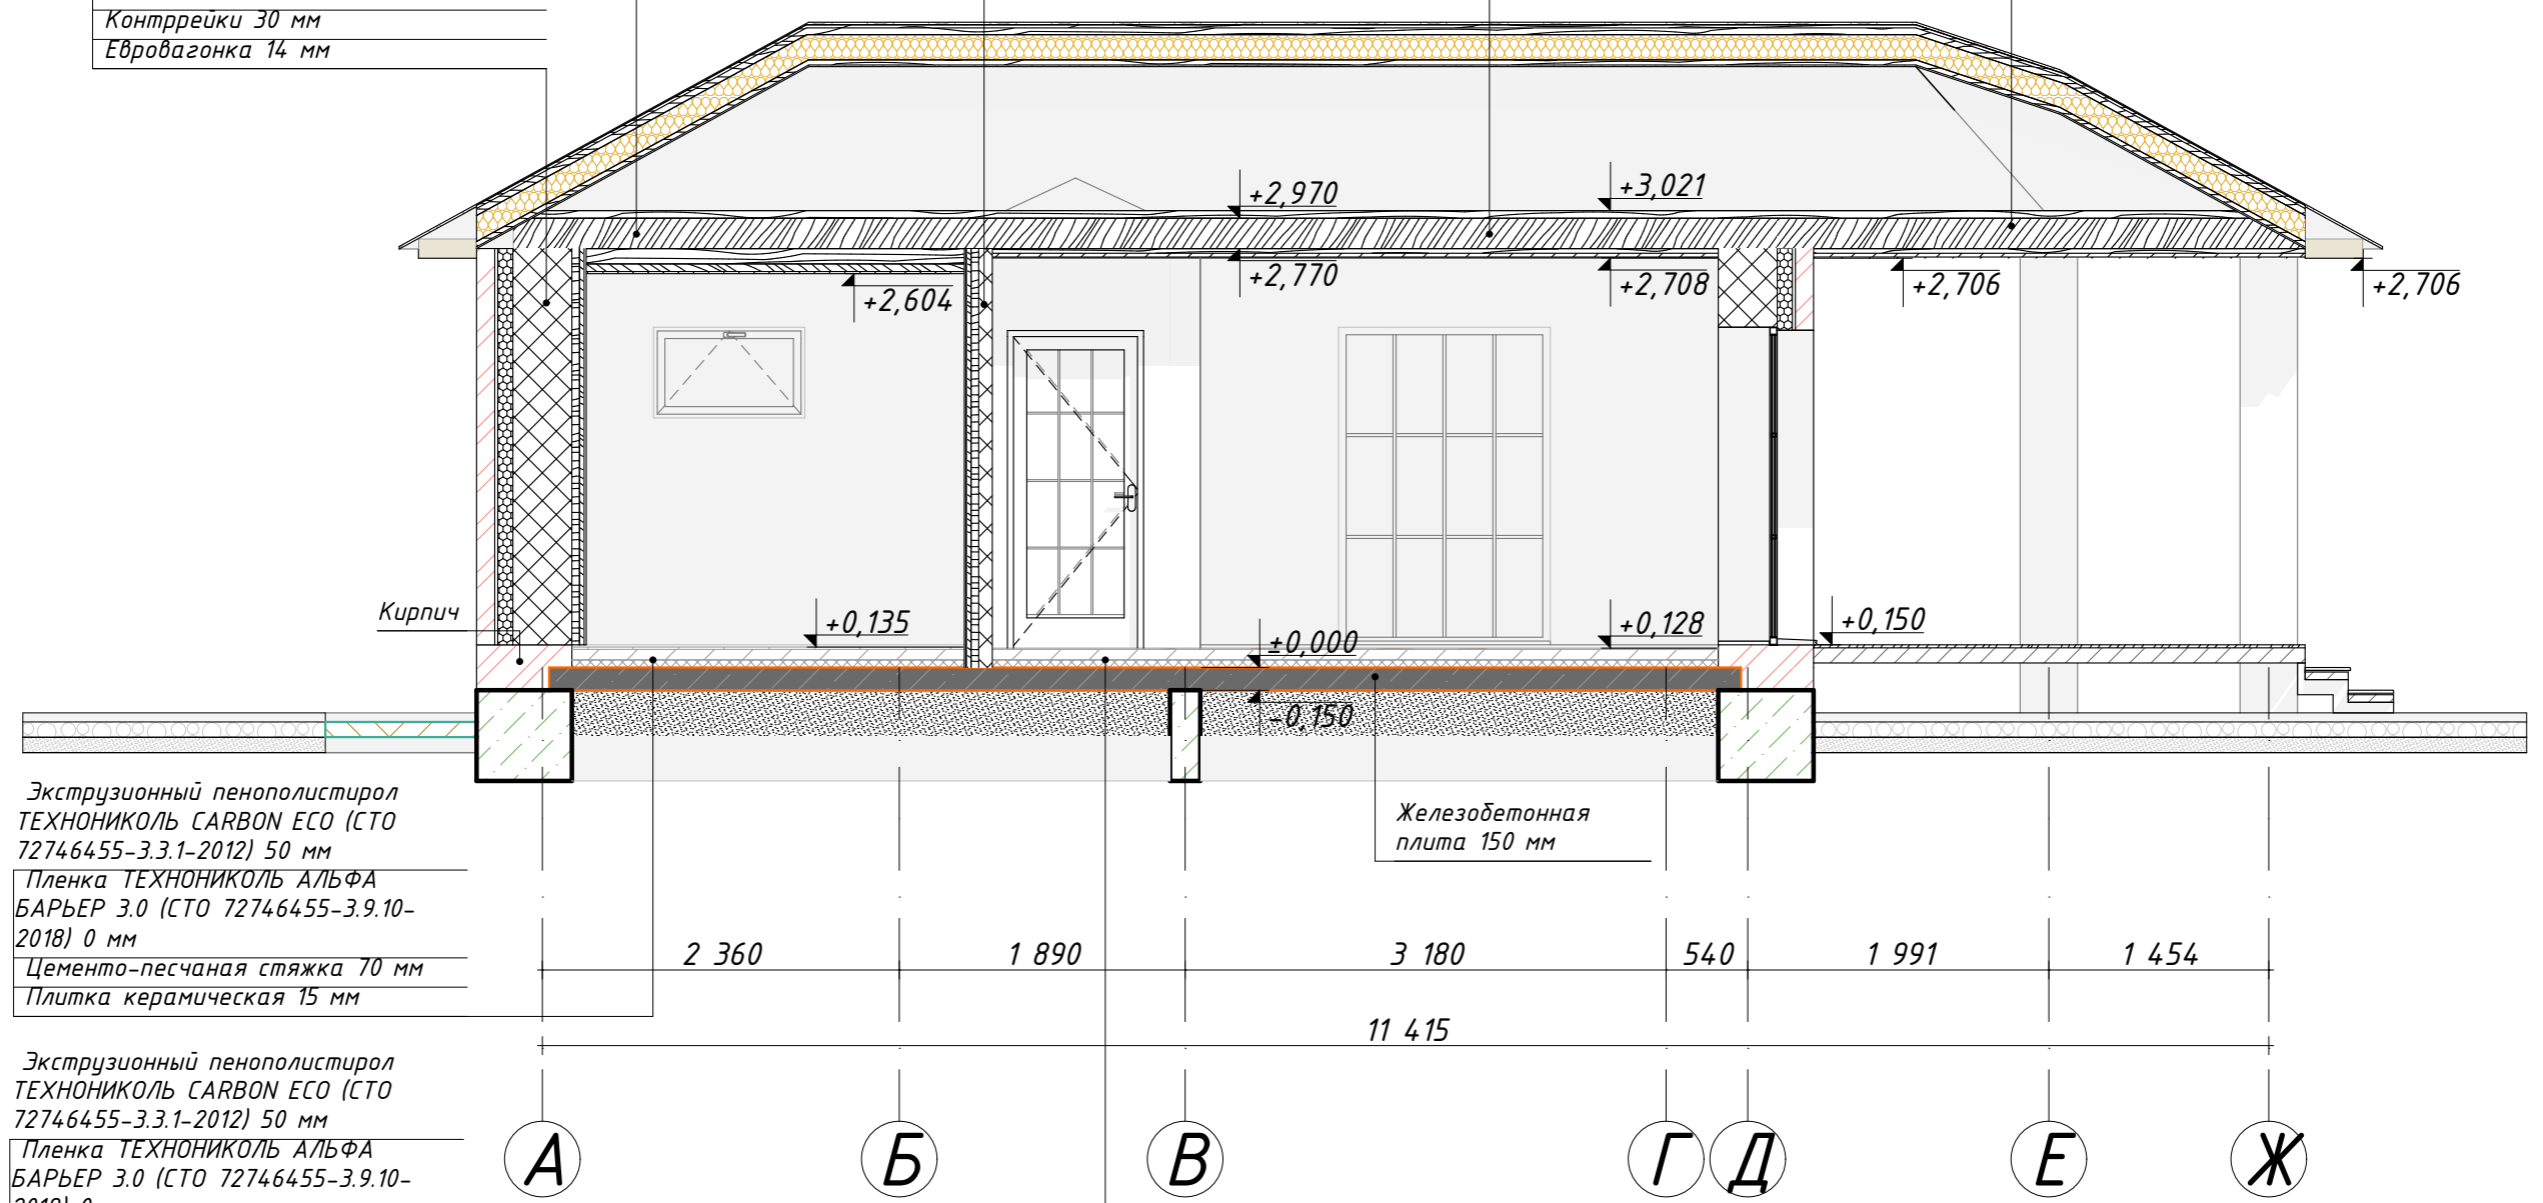 Контррейки 30 мм
Евровагонка 14 мм
+2,970
+3,021
+2,604
+2,770
+2,708
+2,706
+2,706
Кирпич
+0,135
±0,000
+0,128
+0,150
-0,150
Экструзионный пенополистирол
ТЕХНОНИКОЛЬ CARBON ECO (СТО
72746455-3.3.1-2012) 50 мм
Пленка ТЕХНОНИКОЛЬ АЛЬФА
БАРЬЕР 3.0 (СТО 72746455-3.9.10-
2018) 0 мм
Цементо-песчаная стяжка 70 мм
Плитка керамическая 15 мм
Железобетонная
плита 150 мм
2 360
1 890
3 180
540
1 991
1 454
11 415
Экструзионный пенополистирол
ТЕХНОНИКОЛЬ CARBON ECO (СТО
72746455-3.3.1-2012) 50 мм
Пленка ТЕХНОНИКОЛЬ АЛЬФА
БАРЬЕР 3.0 (СТО 72746455-3.9.10-
А
Б
В
Г
Д
Е
Ж